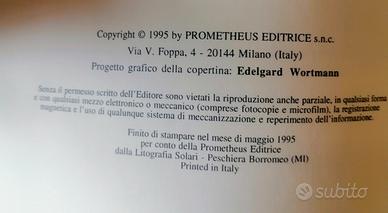 Copyright © 1995 by PROMETHEUS EDITRICE s.n.c.
Via V. Foppa, 4 - 20144 Milano (Italy)
Progetto grafico della copertina: Edelgard Wortmann
Senza il permesso scritto dell'Editore sono vietati la riproduzione anche parziale, in qualsiasi forma
e con qualsiasi mezzo elettronico o meccanico (comprese fotocopie e microfilm), la registrazione
magnetica e l'uso di qualunque sistema di meccanizzazione e reperimento dell'informazione.
Finito di stampare nel mese di maggio 1995
per conto della Prometheus Editrice
dalla Litografia Solari - Peschiera Borromeo (MI)
Printed in Italy
subito